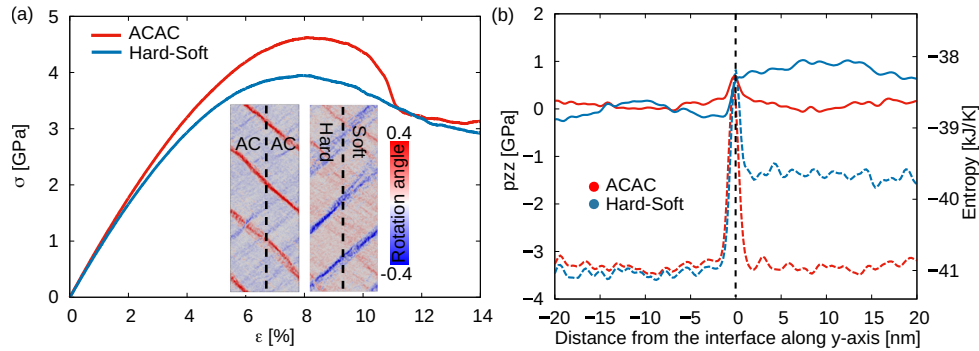 (a)
ACAC
Hard-Soft
6
5
4
3
2
1
0
σ [GPa]
0 2 4 6 8 10 12 14
ε [%]
AC AC
Hard
Soft
0.4
Rotation angle
-0.4
(b)
2
1
0
−1
−2
−3
−4
pzz [GPa]
ACAC
Hard-Soft
−38
−39
−40
−41
Entropy [kJ/K]
−20 −15 −10 −5 0 5 10 15 20
Distance from the interface along y-axis [nm]